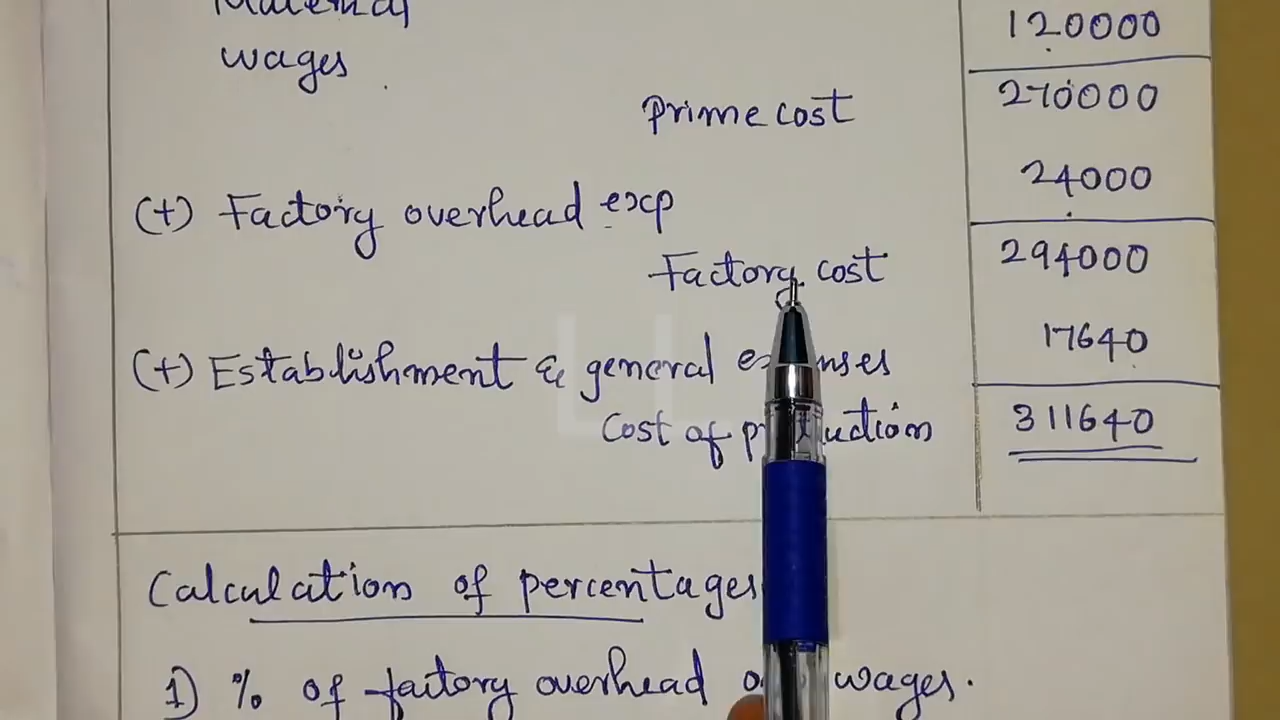 Material
wages 120000
Prime cost 270000
(+) Factory overhead exp 24000
Factory cost 294000
(+) Establishment & general 17640
Cost of 311640
Calculation of percentages
1) % of factory overhead wages.